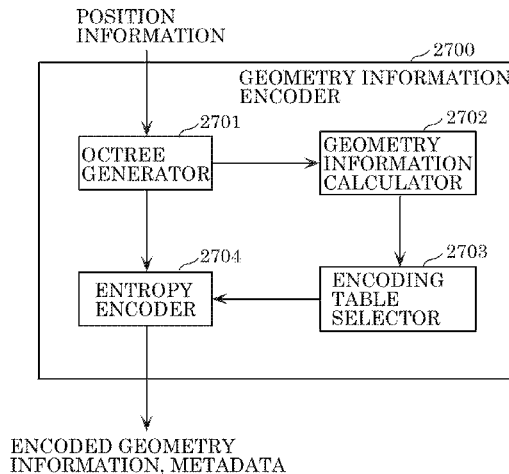 POSITION
INFORMATION
2700
GEOMETRY INFORMATION
ENCODER
2701
OCTREE
GENERATOR
2702
GEOMETRY
INFORMATION
CALCULATOR
2704
ENTROPY
ENCODER
2703
ENCODING
TABLE
SELECTOR
ENCODED GEOMETRY
INFORMATION, METADATA